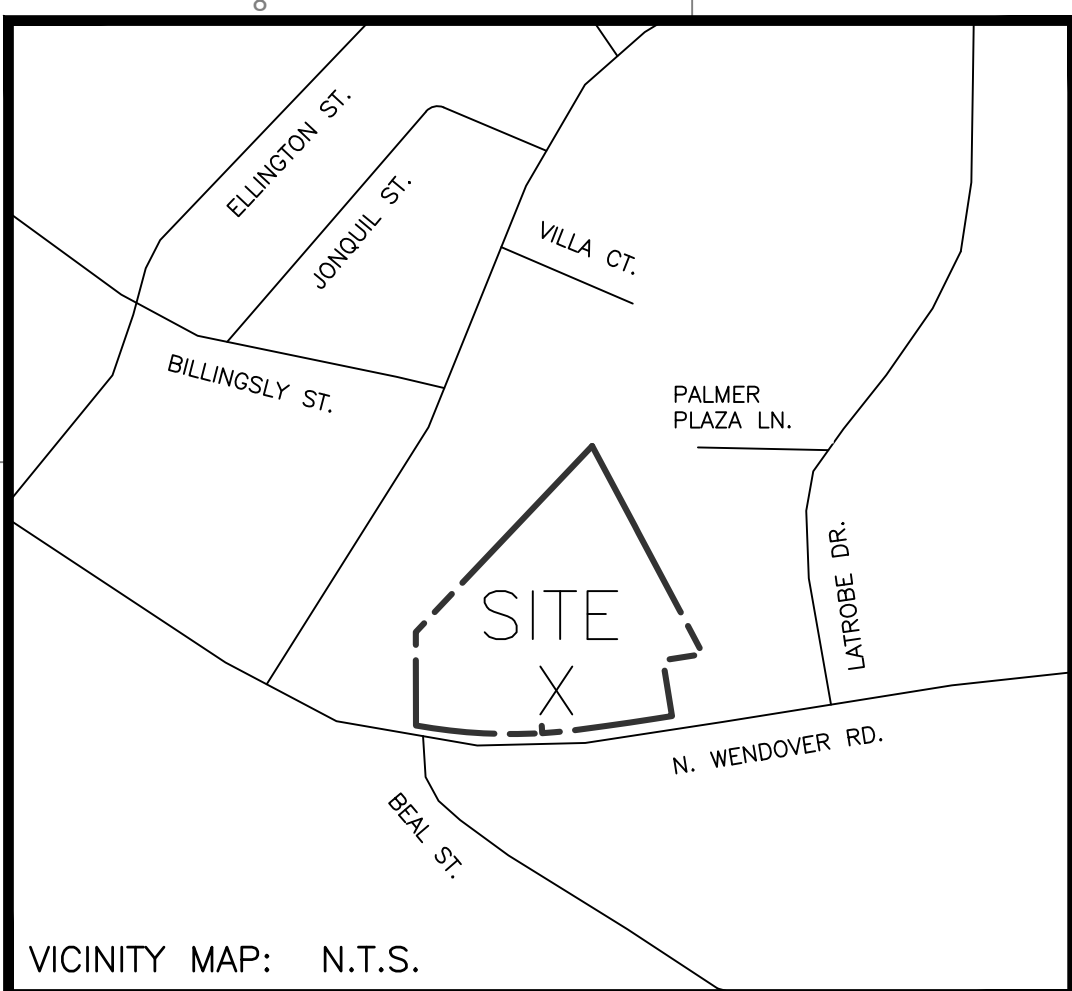 8
ELLINGTON ST.
JONQUIL ST.
VILLA CT.
BILLINGSLY ST.
PALMER
PLAZA LN.
LATROBE DR.
SITE
X
N. WENDOVER RD.
BEAL ST.
VICINITY MAP: N.T.S.